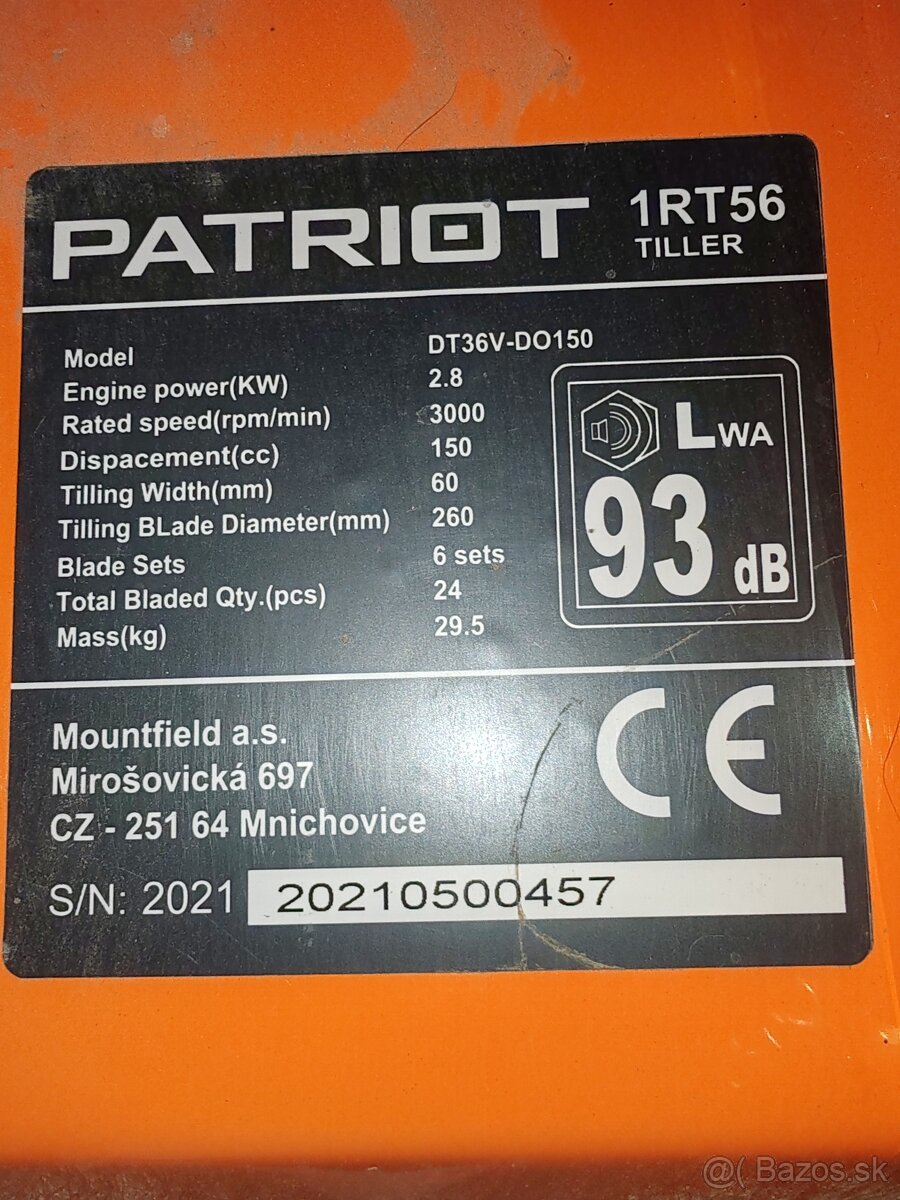 PATRIOT 1RT56
TILLER
Model DT36V-DO150
Engine power(KW) 2.8
Rated speed(rpm/min) 3000
Dispacement(cc) 150
Tilling Width(mm) 60
Tilling BLade Diameter(mm) 260
Blade Sets 6 sets
Total Bladed Qty.(pcs) 24
Mass(kg) 29.5
LWA
93 dB
Mountfield a.s.
Mirošovická 697
CZ - 251 64 Mnichovice
CE
S/N: 2021 20210500457
@( Bazos.sk